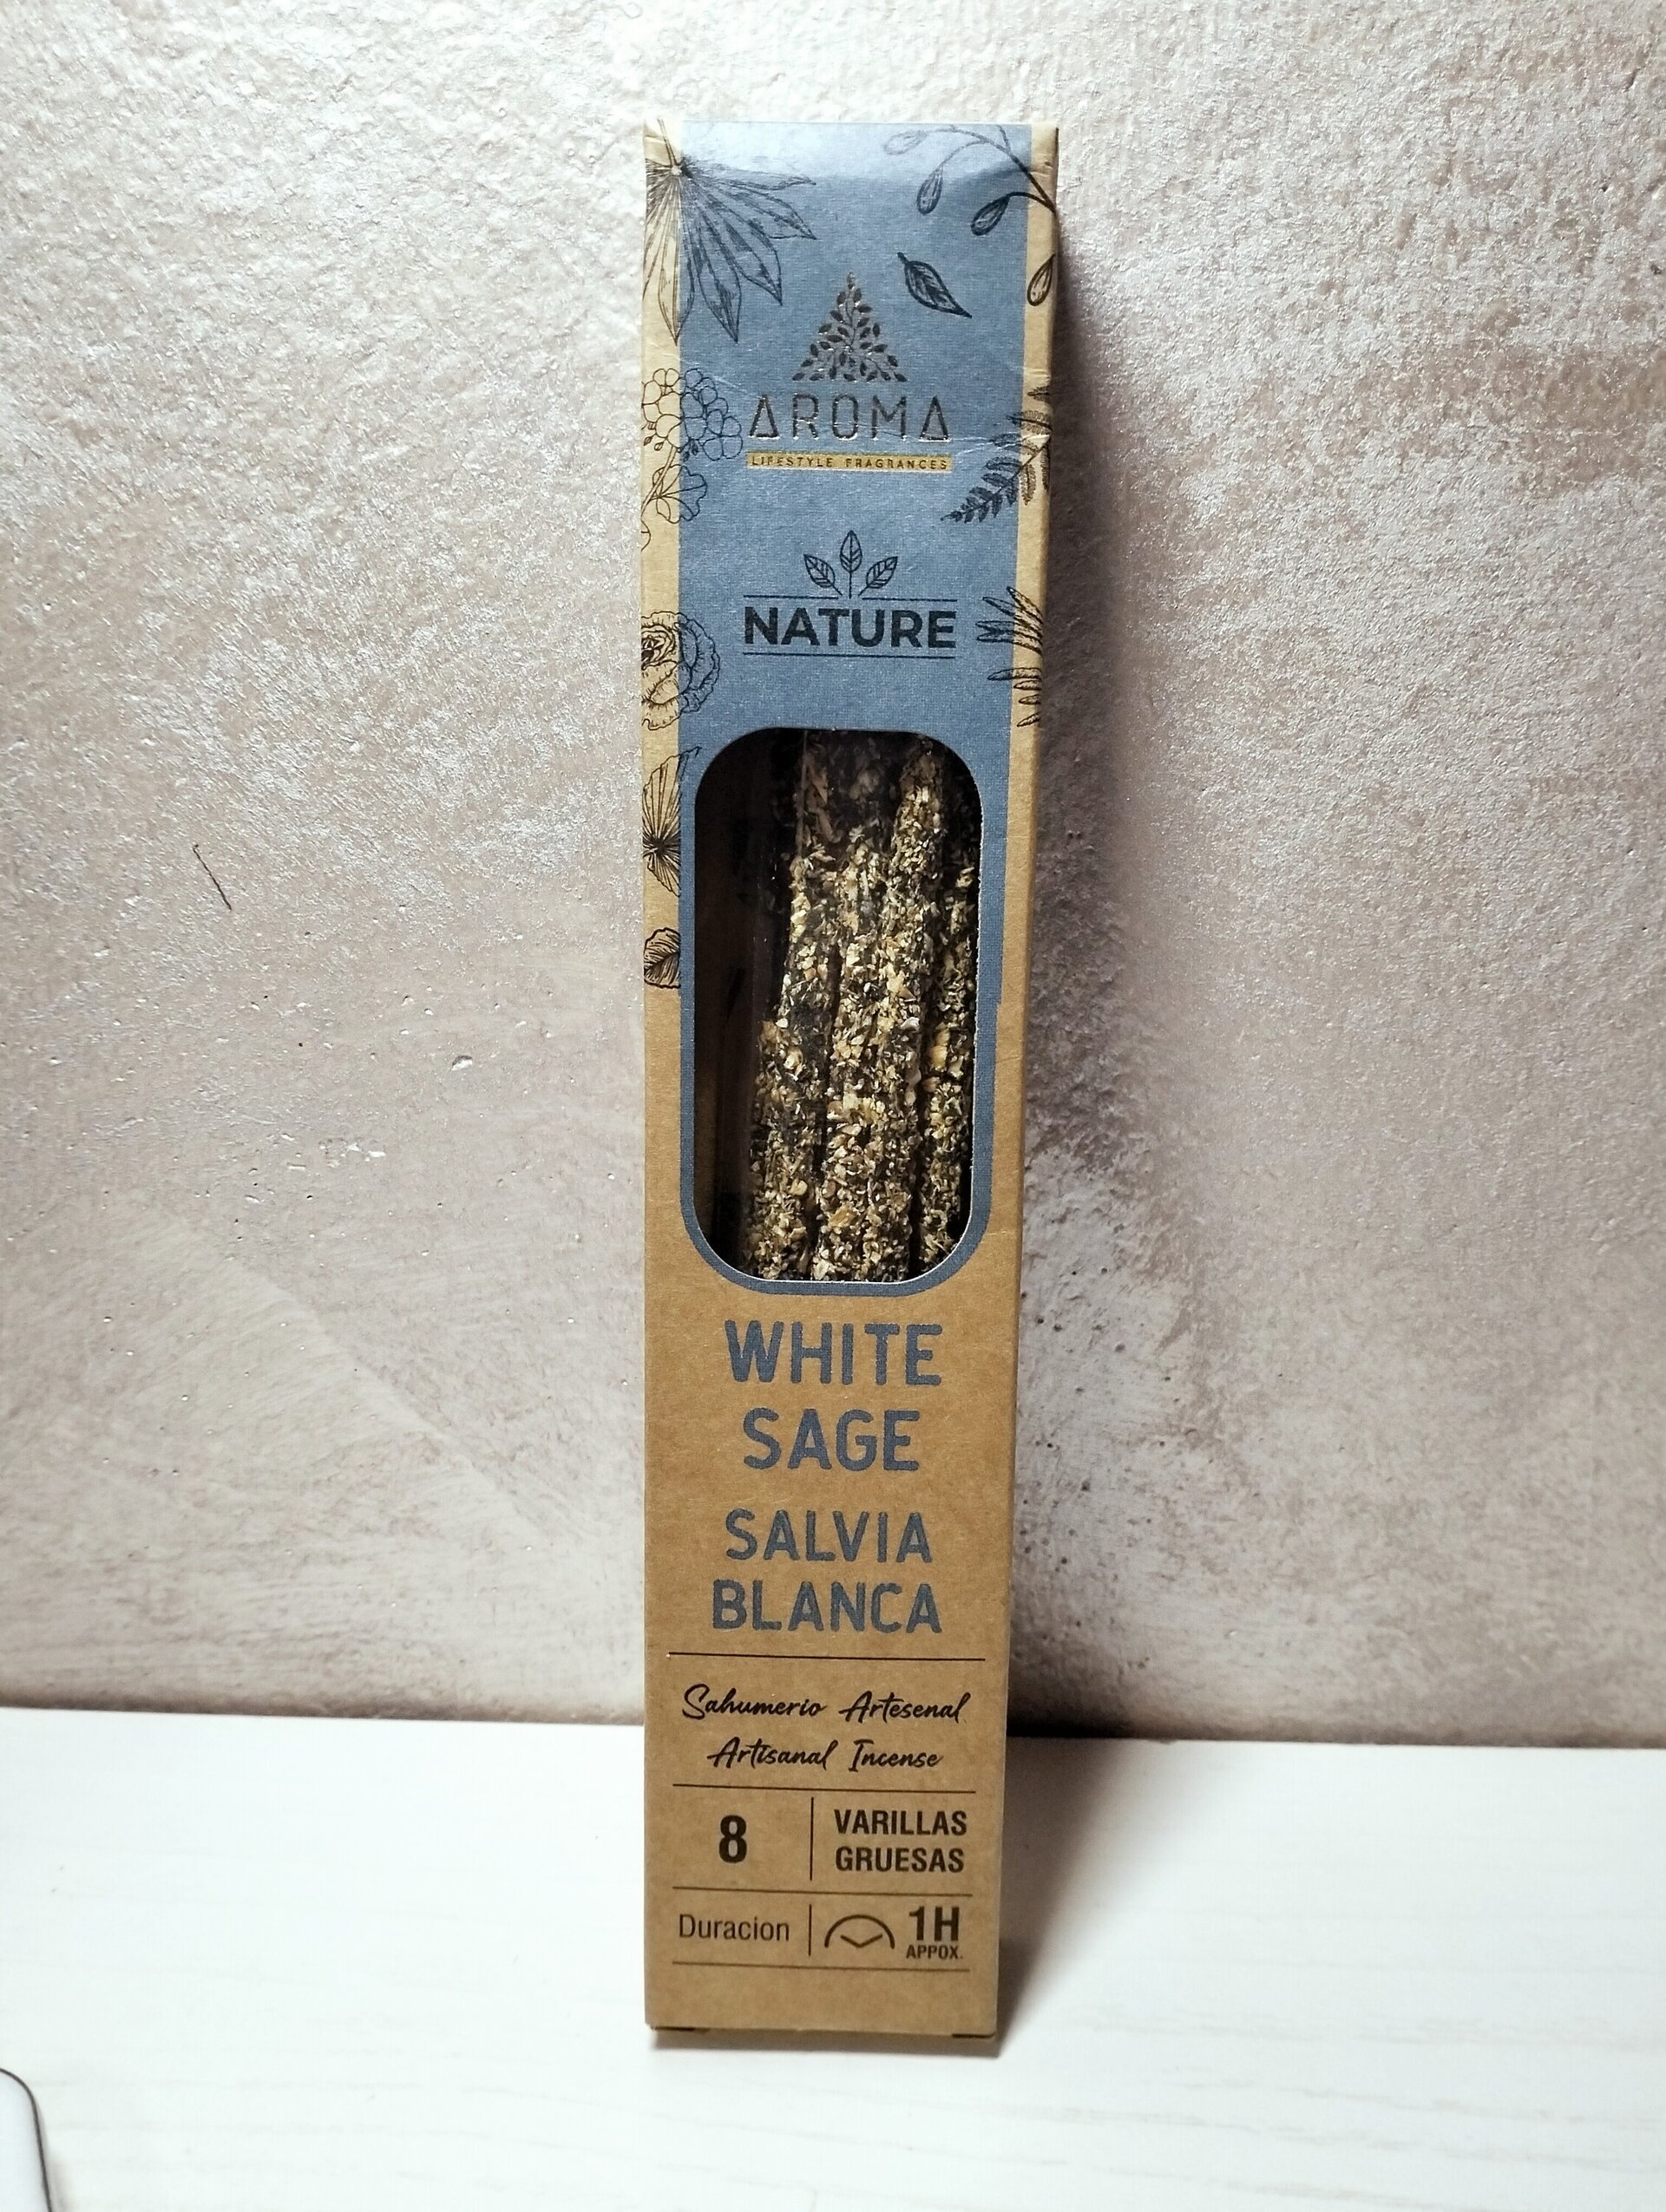 AROMA
LIFESTYLE FRAGRANCES
NATURE
WHITE
SAGE
SALVIA
BLANCA
Sahumerio Artesenal
Artisanal Incense
8
VARILLAS
GRUESAS
Duracion
1H
APPOX.